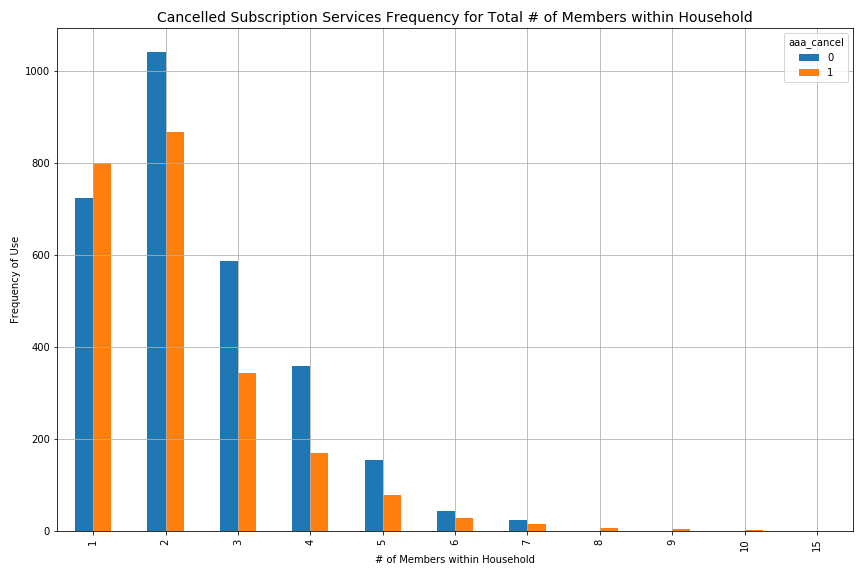 Cancelled Subscription Services Frequency for Total # of Members within Household
aaa_cancel
0
1
1000
800
600
400
200
0
Frequency of Use
1 2 3 4 5 6 7 8 9 10 15
# of Members within Household